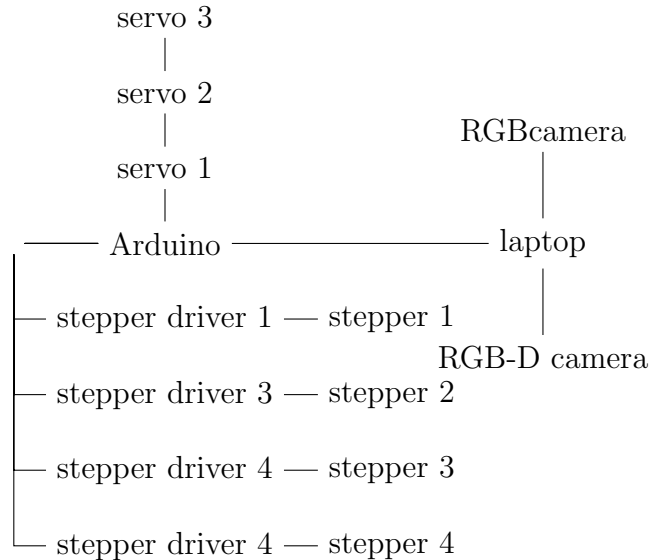 servo 3
servo 2
RGBcamera
servo 1
Arduino laptop
stepper driver 1 stepper 1
RGB-D camera
stepper driver 3 stepper 2
stepper driver 4 stepper 3
stepper driver 4 stepper 4